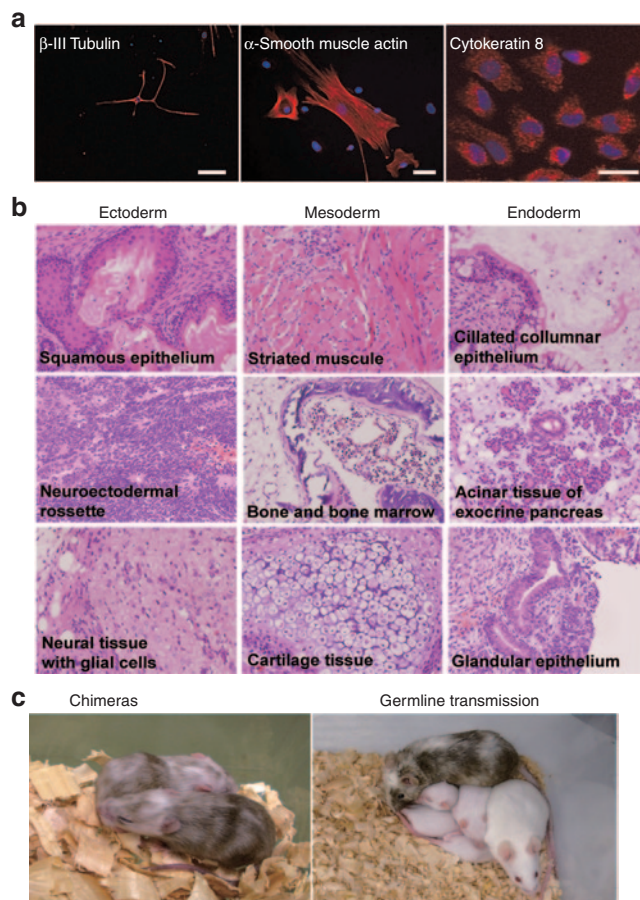 a
β-III Tubulin
α-Smooth muscle actin
Cytokeratin 8
b
Ectoderm
Mesoderm
Endoderm
Squamous epithelium
Striated muscule
Cillated collumnar
epithelium
Neuroectodermal
rossette
Bone and bone marrow
Acinar tissue of
exocrine pancreas
Neural tissue
with glial cells
Cartilage tissue
Glandular epithelium
c
Chimeras
Germline transmission